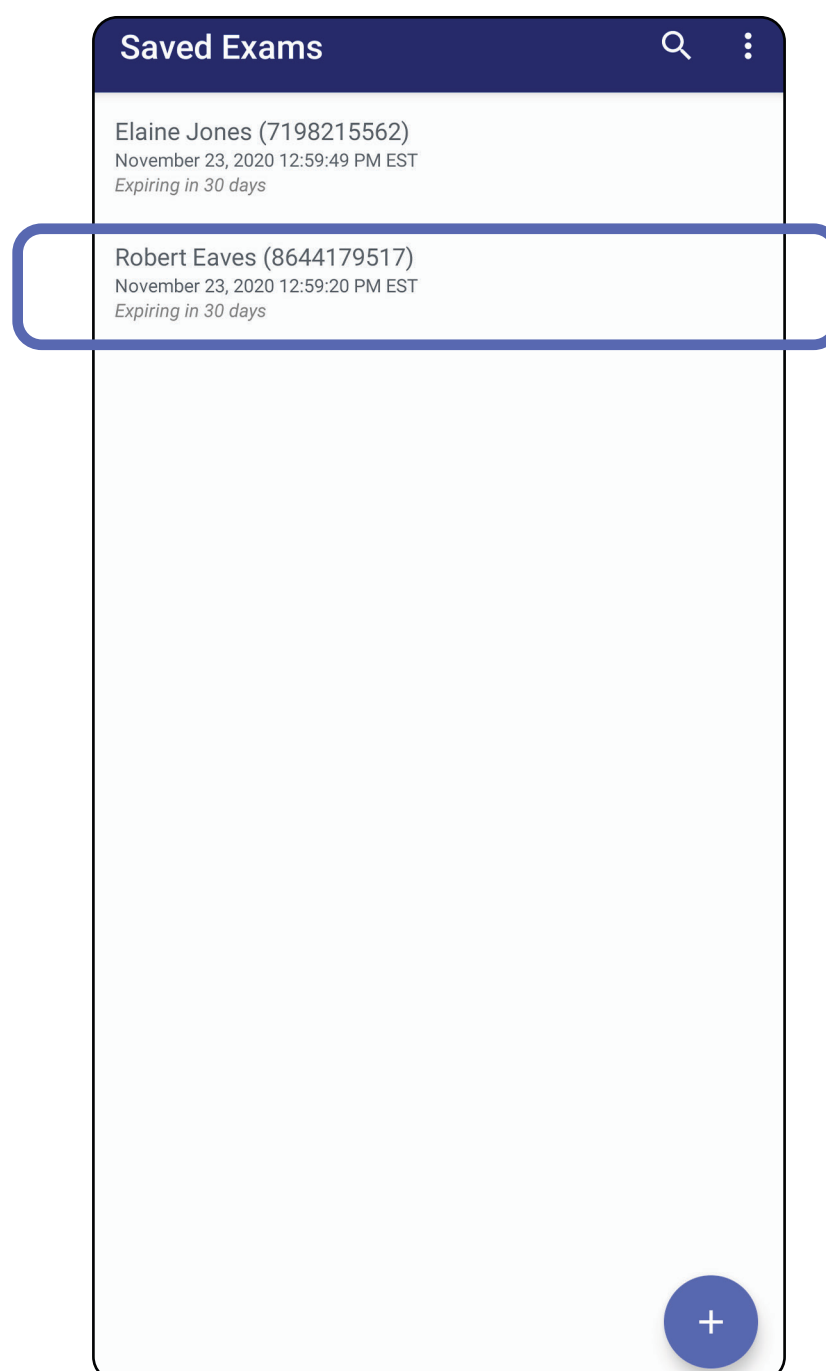 Saved Exams
Elaine Jones (7198215562)
November 23, 2020 12:59:49 PM EST
Expiring in 30 days
Robert Eaves (8644179517)
November 23, 2020 12:59:20 PM EST
Expiring in 30 days